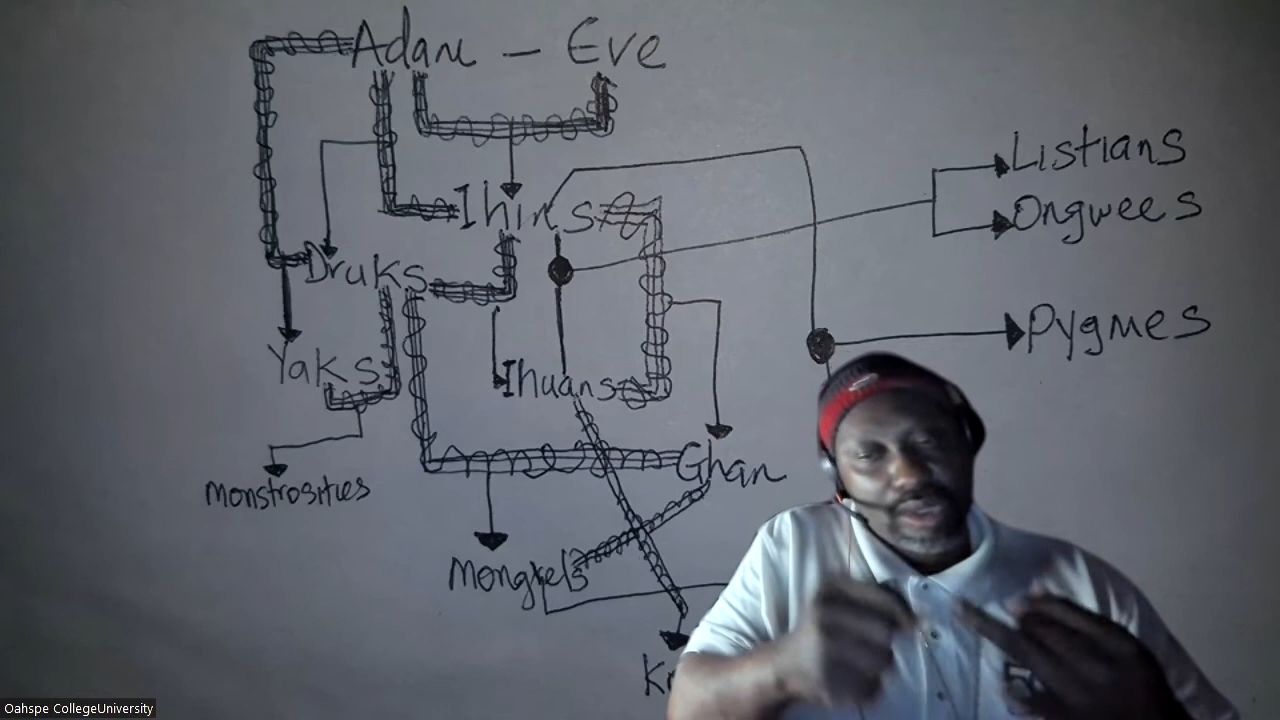 Adam - Eve
Listians
Ihins
Ongwees
Druks
Pygmes
Yaks
Ihuans
Ghan
Monstrosities
Mongrels
Oahspe CollegeUniversity